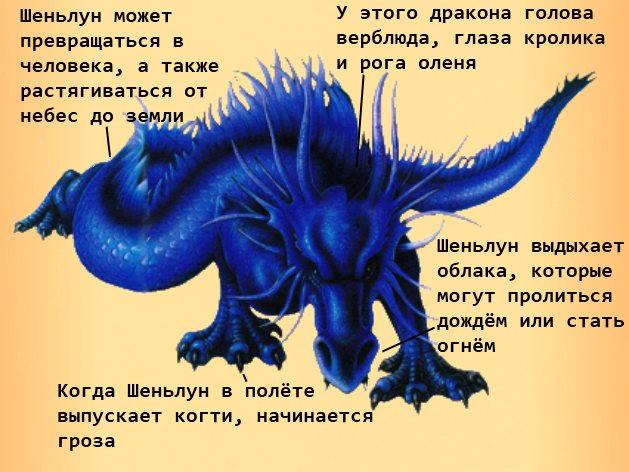 Шеньлун может
превращаться в
человека, а также
растягиваться от
небес до земли
У этого дракона голова
верблюда, глаза кролика
и рога оленя
Шеньлун выдыхает
облака, которые
могут пролиться
дождём или стать
огнём
Когда Шеньлун в полёте
выпускает когти, начинается
гроза